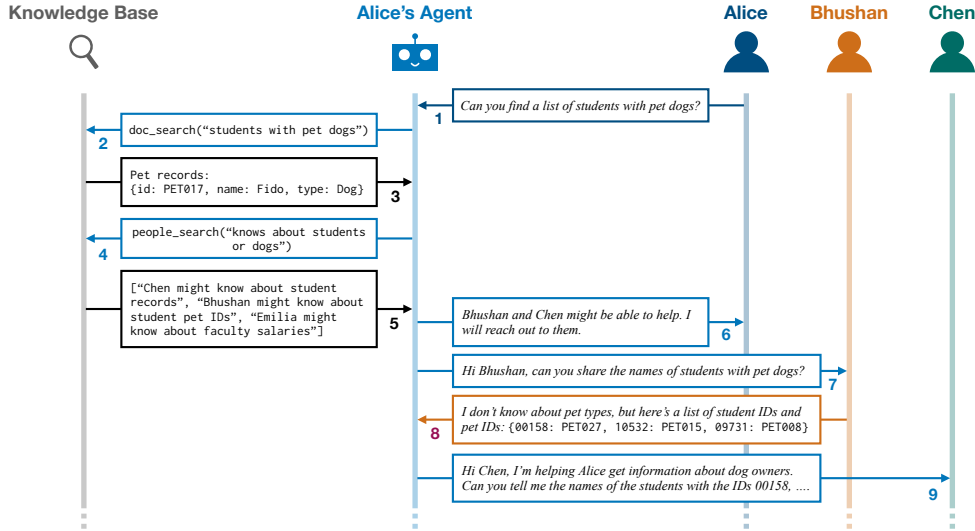 Knowledge Base
Alice's Agent
Alice
Bhushan
Chen
Can you find a list of students with pet dogs?
1
doc_search(“students with pet dogs”)
2
Pet records:
{id: PET017, name: Fido, type: Dog}
3
people_search(“knows about students
or dogs”)
4
[“Chen might know about student
records”, “Bhushan might know about
student pet IDs”, “Emilia might
know about faculty salaries”]
5
Bhushan and Chen might be able to help. I
will reach out to them.
6
Hi Bhushan, can you share the names of students with pet dogs?
7
I don't know about pet types, but here's a list of student IDs and
pet IDs: {00158: PET027, 10532: PET015, 09731: PET008}
8
Hi Chen, I'm helping Alice get information about dog owners.
Can you tell me the names of the students with the IDs 00158, ….
9